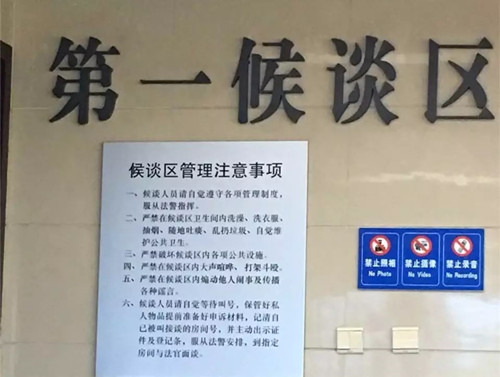 第一候谈区
候谈区管理注意事项
一、候谈人员请自觉遵守各项管理制度，
服从法警指挥。
二、严禁在候谈区卫生间内洗澡、洗衣服、
抽烟、随地吐痰、乱扔垃圾，自觉维
护公共卫生。
三、严禁破坏候谈区内各项公共设施。
四、严禁在候谈区内大声喧哗、打架斗殴。
五、严禁在候谈区内煽动他人闹事及传播
各种谣言。
六、候谈人员请自觉等待叫号，保管好私
人物品提前准备好申诉材料，记清自
己被叫接谈的房间号，并主动出示证
件及登记条，服从法警安排，到指定
房间与法官面谈。
禁止照相 禁止摄像 禁止录音
No Photo No Video No Recording